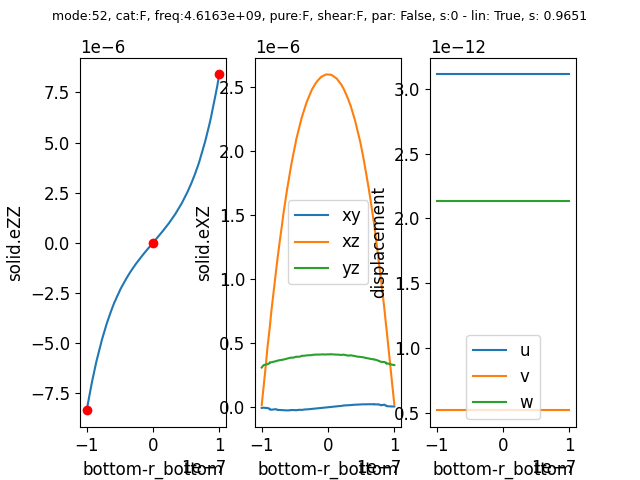 mode:52, cat:F, freq:4.6163e+09, pure:F, shear:F, par: False, s:0 - lin: True, s: 0.9651
1e−6
7.5
5.0
2.5
0.0
−2.5
−5.0
−7.5
solid.eZZ
−1
0
1
1e−7
bottom-r_bottom
1e−6
2.5
2.0
1.5
1.0
0.5
0.0
solid.eXZ
xy
xz
yz
−1
0
1
1e−7
bottom-r_bottom
1e−12
3.0
2.5
2.0
1.5
1.0
0.5
displacement
u
v
w
−1
0
1
1e−7
bottom-r_bottom